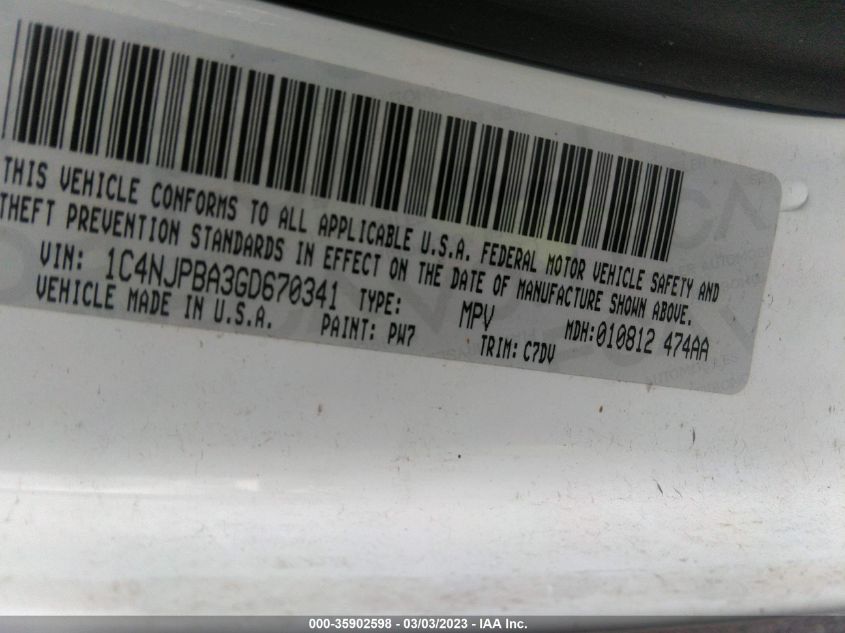 THIS VEHICLE CONFORMS TO ALL APPLICABLE U.S.A. FEDERAL MOTOR VEHICLE SAFETY AND
THEFT PREVENTION STANDARDS IN EFFECT ON THE DATE OF MANUFACTURE SHOWN ABOVE.
VIN: 1C4NJPBA3GD670341 TYPE: MPV MDH:010812 474AA
VEHICLE MADE IN U.S.A. PAINT: PW7 TRIM: C7DV
000-35902598 - 03/03/2023 - IAA Inc.